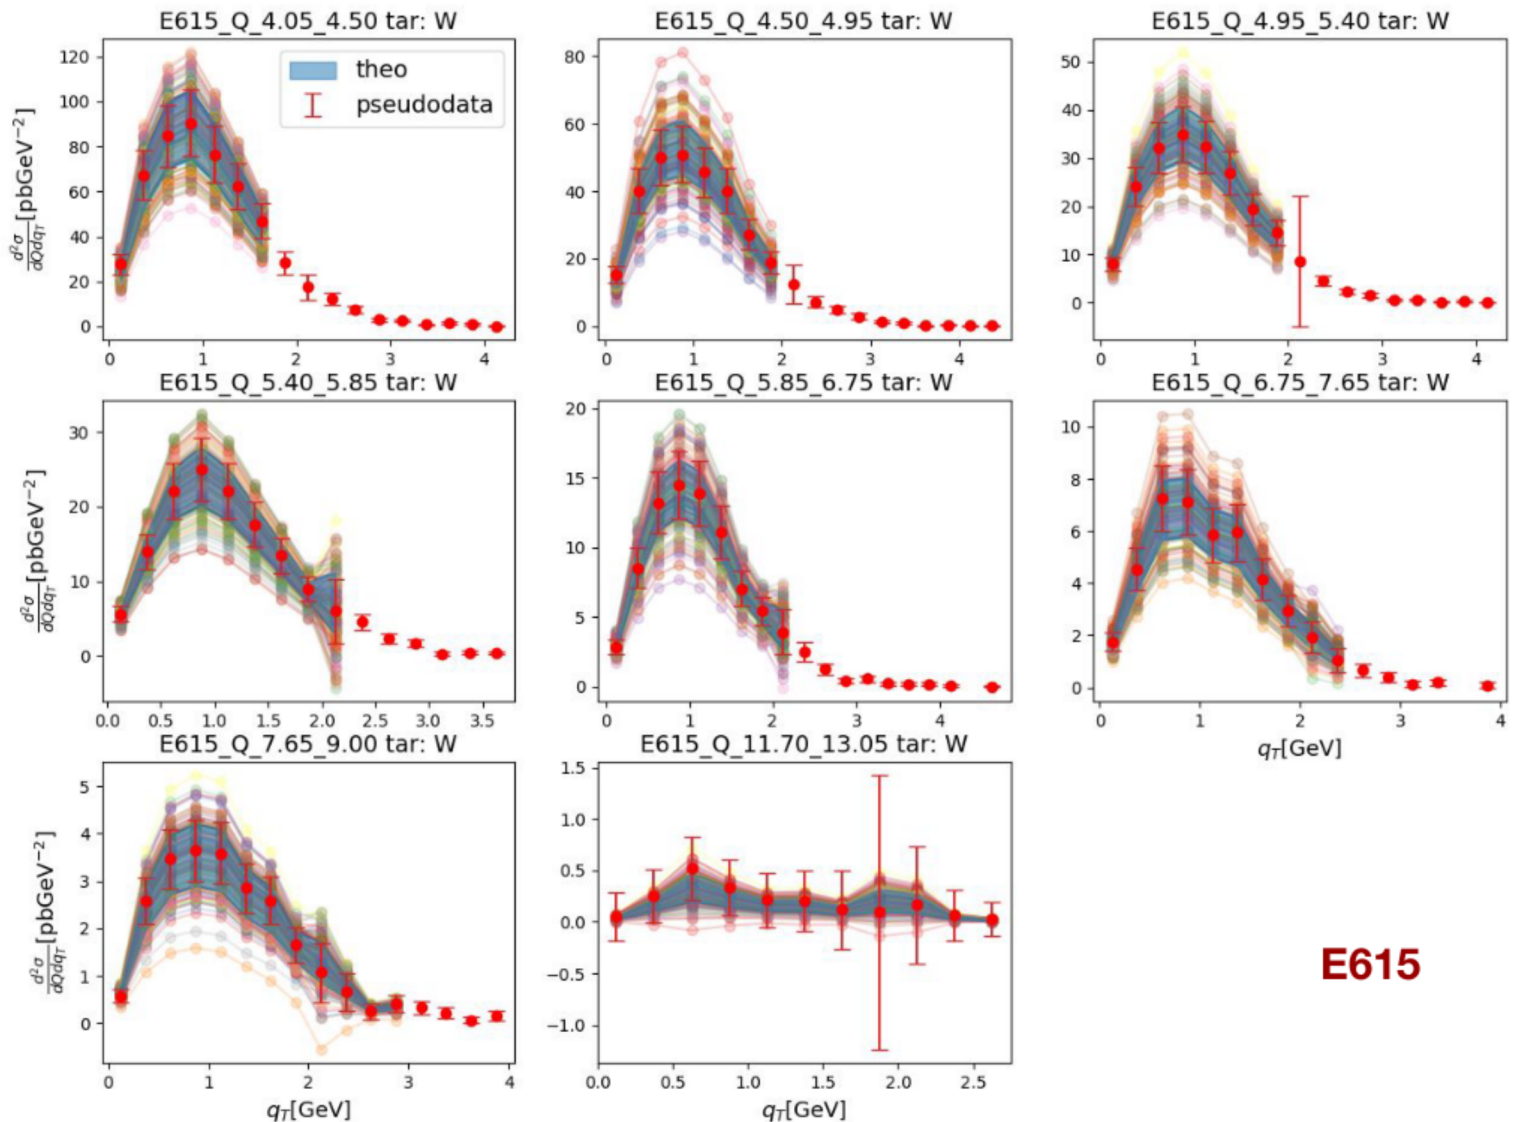 E615_Q_4.05_4.50 tar: W
E615_Q_4.50_4.95 tar: W
E615_Q_4.95_5.40 tar: W
120
100
80
60
40
20
0
d²σ/dQdq_T [pbGeV⁻²]
theo
pseudodata
0 1 2 3 4
80
60
40
20
0
0 1 2 3 4
50
40
30
20
10
0
0 1 2 3 4
E615_Q_5.40_5.85 tar: W
E615_Q_5.85_6.75 tar: W
E615_Q_6.75_7.65 tar: W
30
20
10
0
d²σ/dQdq_T [pbGeV⁻²]
0.0 0.5 1.0 1.5 2.0 2.5 3.0 3.5
20
15
10
5
0
0 1 2 3 4
10
8
6
4
2
0
0 1 2 3 4
q_T[GeV]
E615_Q_7.65_9.00 tar: W
E615_Q_11.70_13.05 tar: W
5
4
3
2
1
0
d²σ/dQdq_T [pbGeV⁻²]
0 1 2 3 4
q_T[GeV]
1.5
1.0
0.5
0.0
−0.5
−1.0
0.0 0.5 1.0 1.5 2.0 2.5
q_T[GeV]
E615